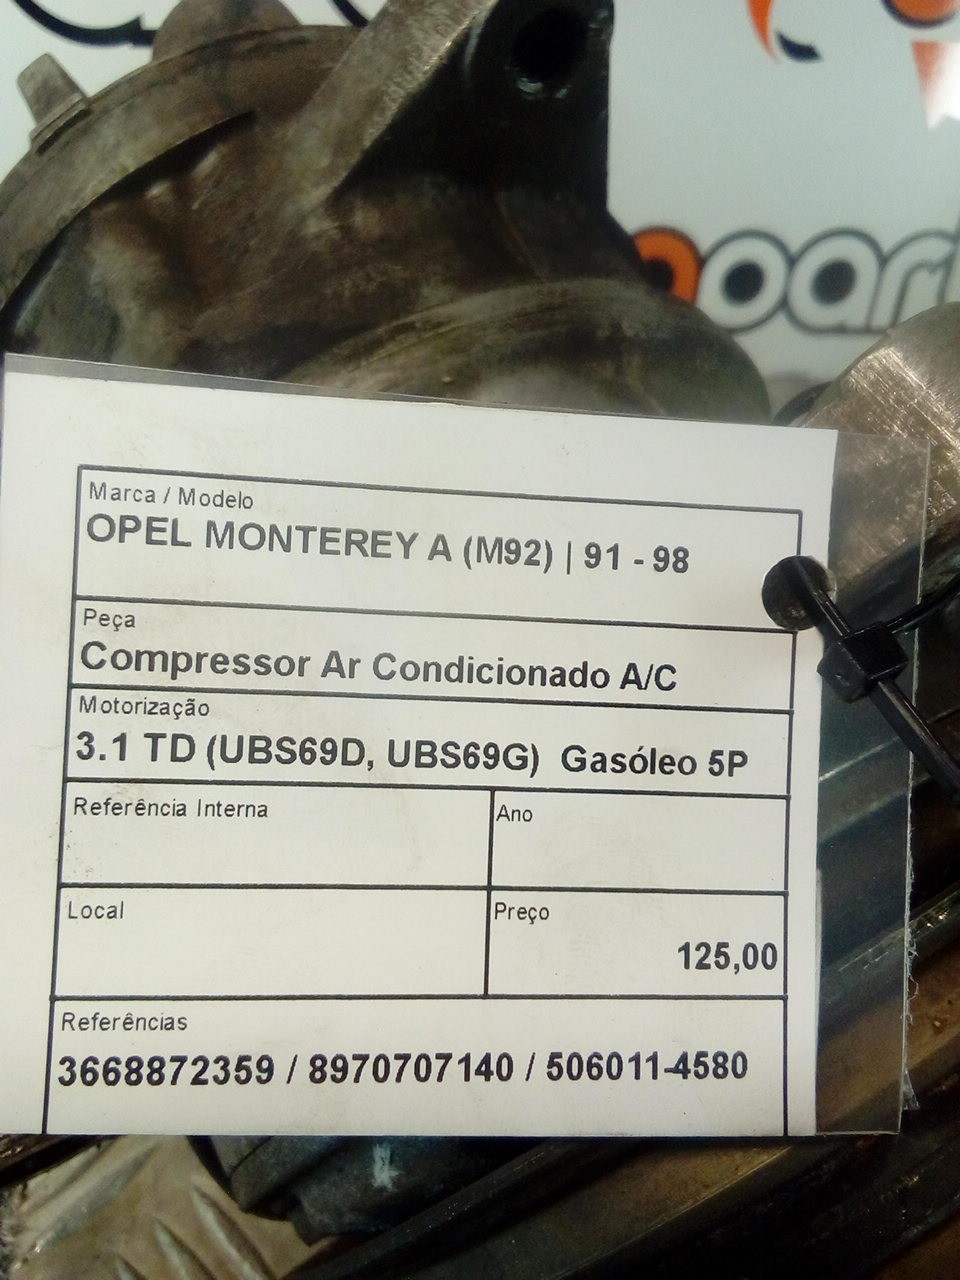 Marca / Modelo
OPEL MONTEREY A (M92) | 91 - 98
Peça
Compressor Ar Condicionado A/C
Motorização
3.1 TD (UBS69D, UBS69G) Gasóleo 5P
Referência Interna
Ano
Local
Preço
125,00
Referências
3668872359 / 8970707140 / 506011-4580